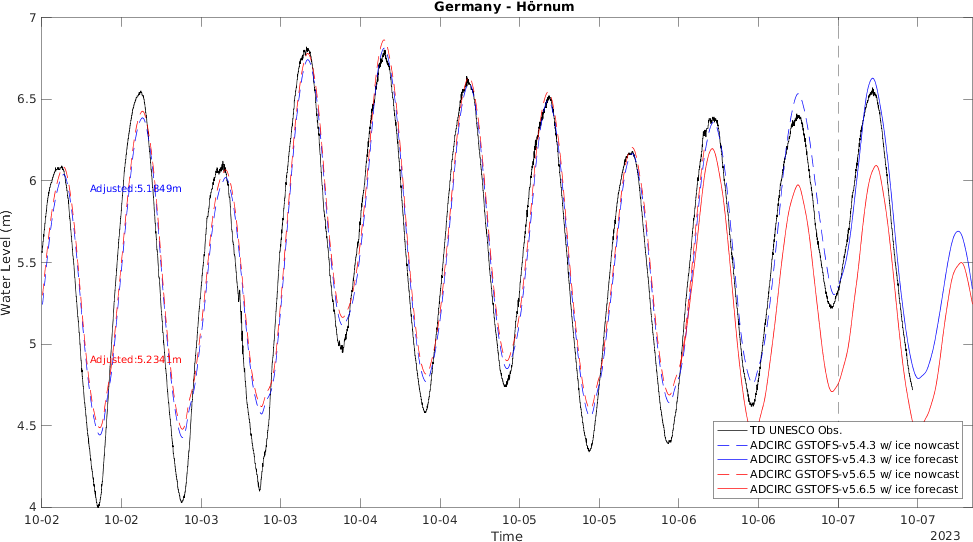 Germany - Hörnum
Water Level (m)
7
6.5
6
5.5
5
4.5
4
Adjusted:5.1849m
Adjusted:5.2341m
TD UNESCO Obs.
ADCIRC GSTOFS-v5.4.3 w/ ice nowcast
ADCIRC GSTOFS-v5.4.3 w/ ice forecast
ADCIRC GSTOFS-v5.6.5 w/ ice nowcast
ADCIRC GSTOFS-v5.6.5 w/ ice forecast
10-02 10-02 10-03 10-03 10-04 10-04 10-05 10-05 10-06 10-06 10-07 10-07
Time
2023